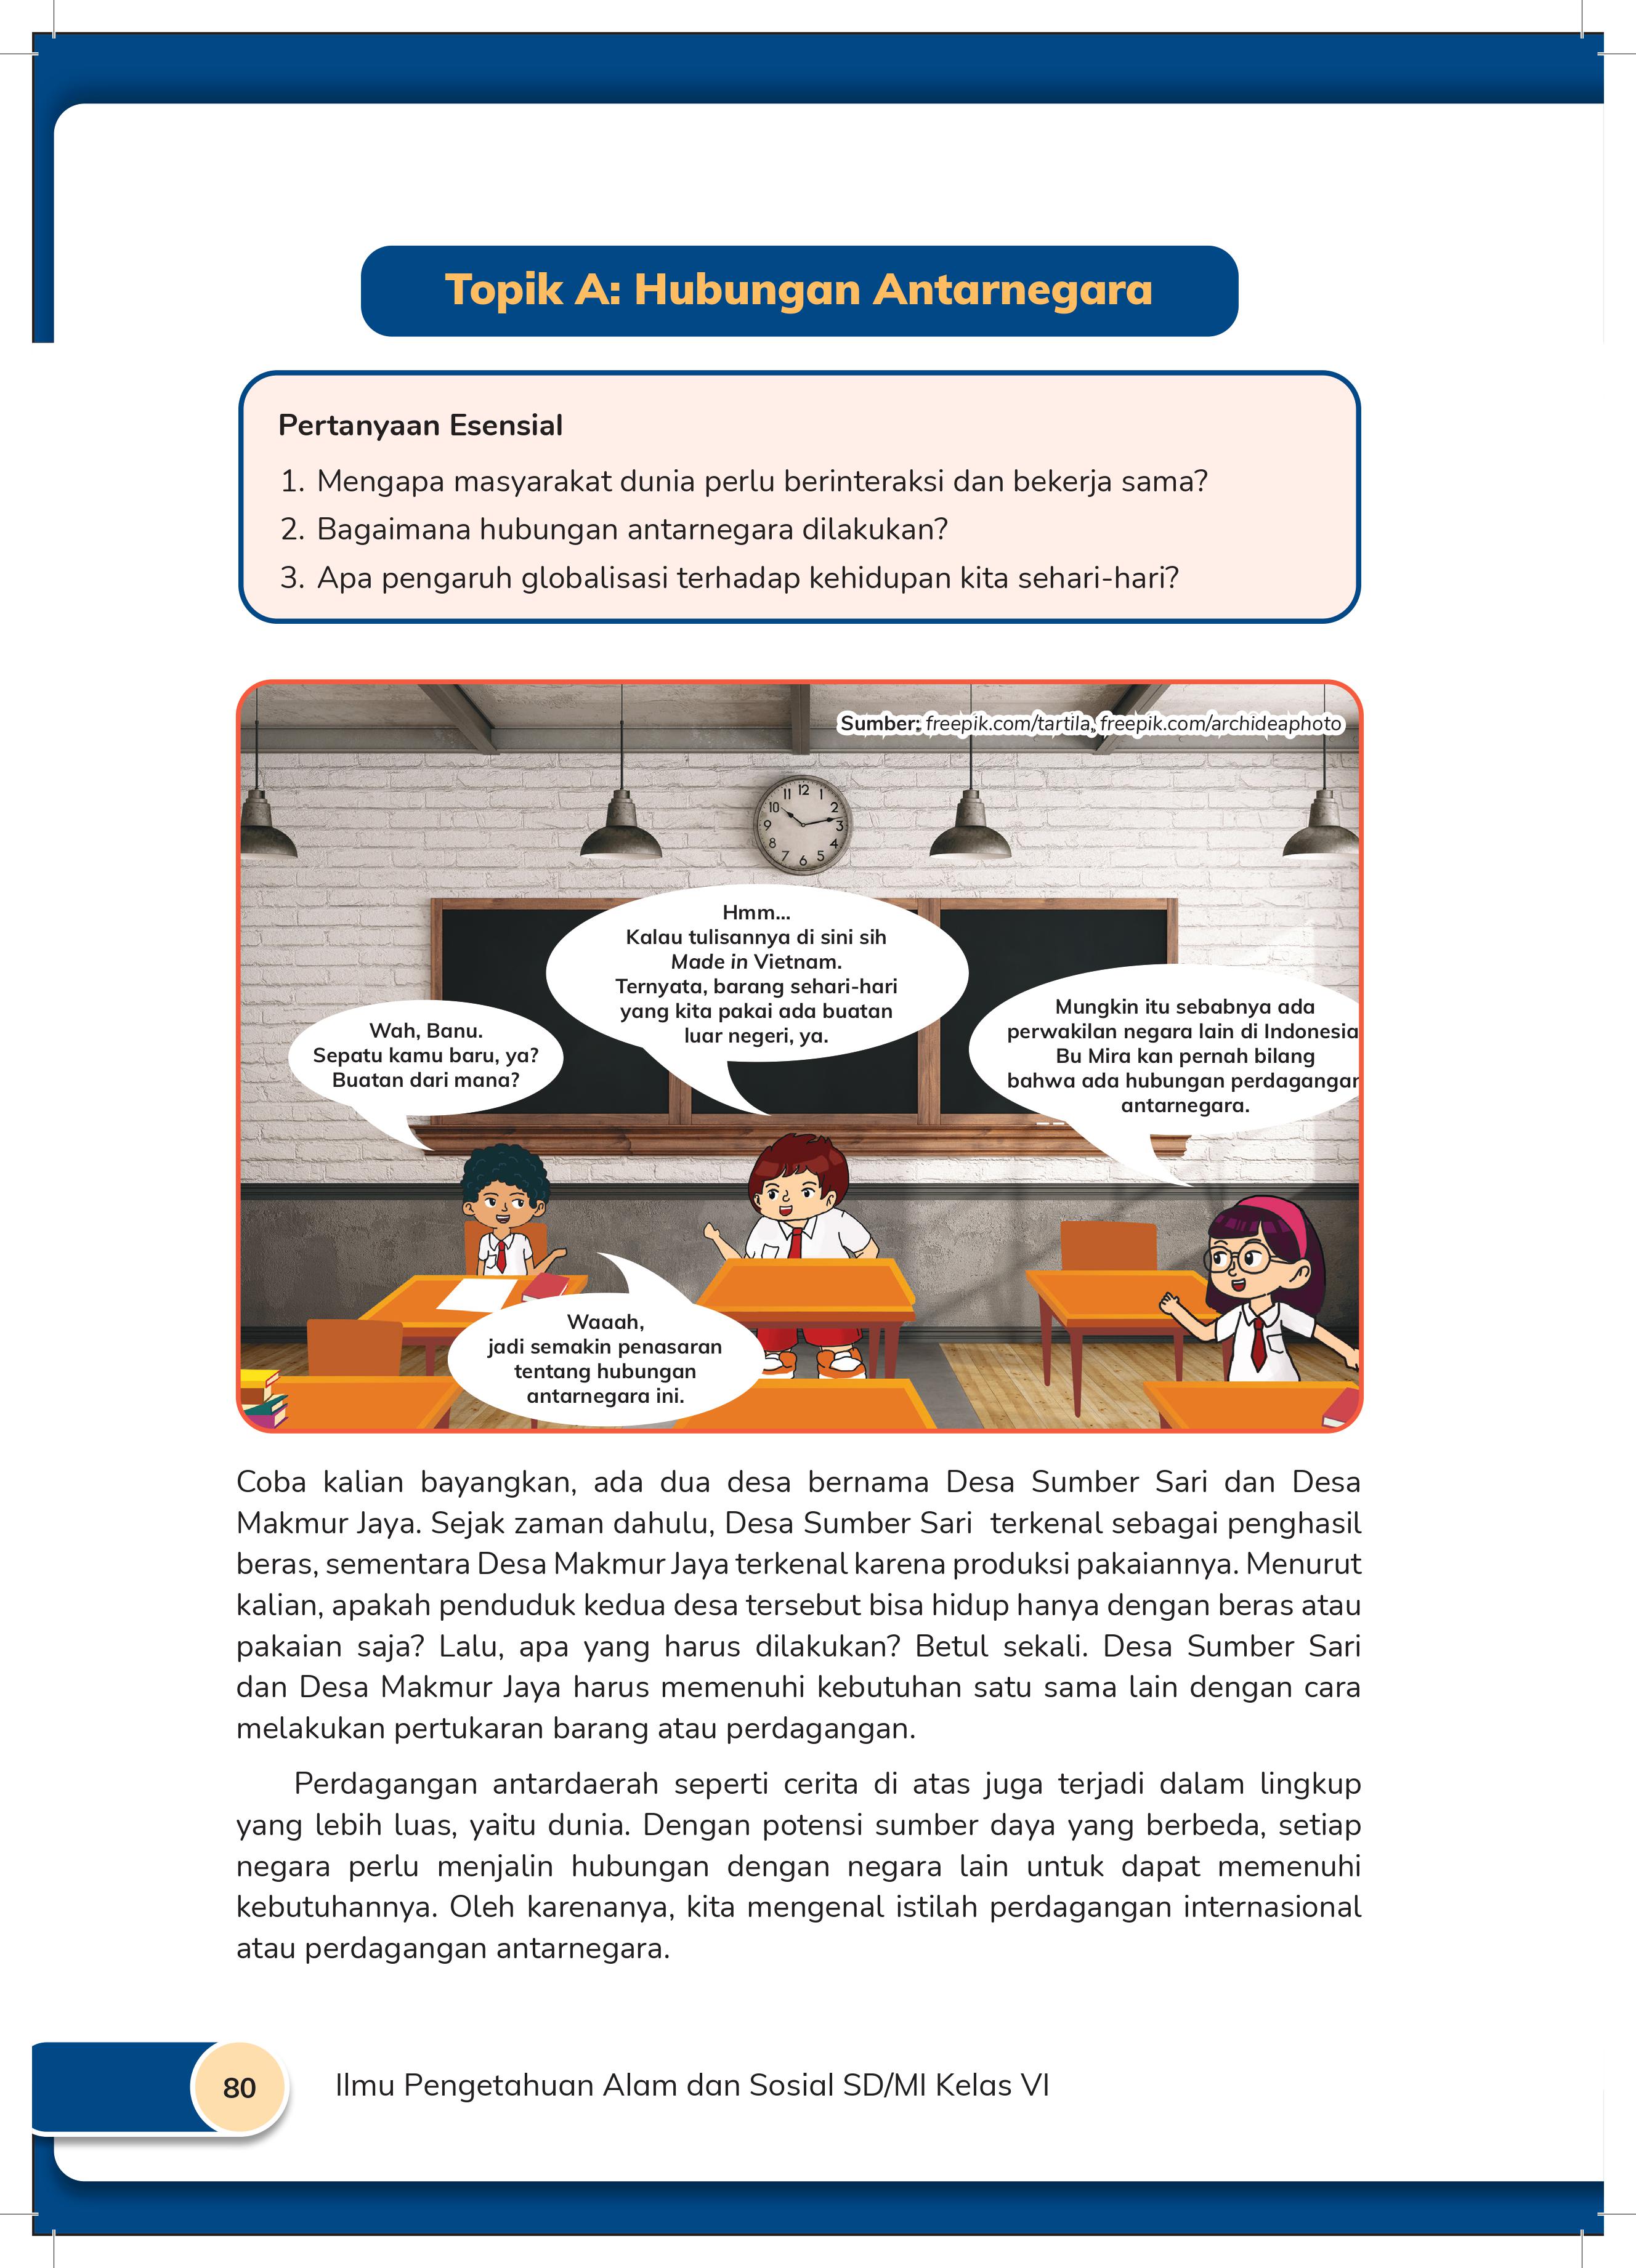 Topik A: Hubungan Antarnegara
Pertanyaan Esensial
1. Mengapa masyarakat dunia perlu berinteraksi dan bekerja sama?
2. Bagaimana hubungan antarnegara dilakukan?
3. Apa pengaruh globalisasi terhadap kehidupan kita sehari-hari?
Sumber: freepik.com/tartila, freepik.com/archideaphoto
12
11 1
10 2
9 3
8 4
7 5
6
Wah, Banu.
Sepatu kamu baru, ya?
Buatan dari mana?
Hmm...
Kalau tulisannya di sini sih
Made in Vietnam.
Ternyata, barang sehari-hari
yang kita pakai ada buatan
luar negeri, ya.
Mungkin itu sebabnya ada
perwakilan negara lain di Indonesia
Bu Mira kan pernah bilang
bahwa ada hubungan perdagangan
antarnegara.
Waaah,
jadi semakin penasaran
tentang hubungan
antarnegara ini.
Coba kalian bayangkan, ada dua desa bernama Desa Sumber Sari dan Desa
Makmur Jaya. Sejak zaman dahulu, Desa Sumber Sari terkenal sebagai penghasil
beras, sementara Desa Makmur Jaya terkenal karena produksi pakaiannya. Menurut
kalian, apakah penduduk kedua desa tersebut bisa hidup hanya dengan beras atau
pakaian saja? Lalu, apa yang harus dilakukan? Betul sekali. Desa Sumber Sari
dan Desa Makmur Jaya harus memenuhi kebutuhan satu sama lain dengan cara
melakukan pertukaran barang atau perdagangan.
Perdagangan antardaerah seperti cerita di atas juga terjadi dalam lingkup
yang lebih luas, yaitu dunia. Dengan potensi sumber daya yang berbeda, setiap
negara perlu menjalin hubungan dengan negara lain untuk dapat memenuhi
kebutuhannya. Oleh karenanya, kita mengenal istilah perdagangan internasional
atau perdagangan antarnegara.
80 Ilmu Pengetahuan Alam dan Sosial SD/MI Kelas VI